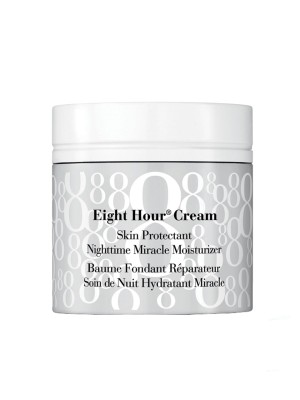 Eight Hour® Cream
Skin Protectant
Nighttime Miracle Moisturizer
Baume Fondant Réparateur
Soin de Nuit Hydratant Miracle